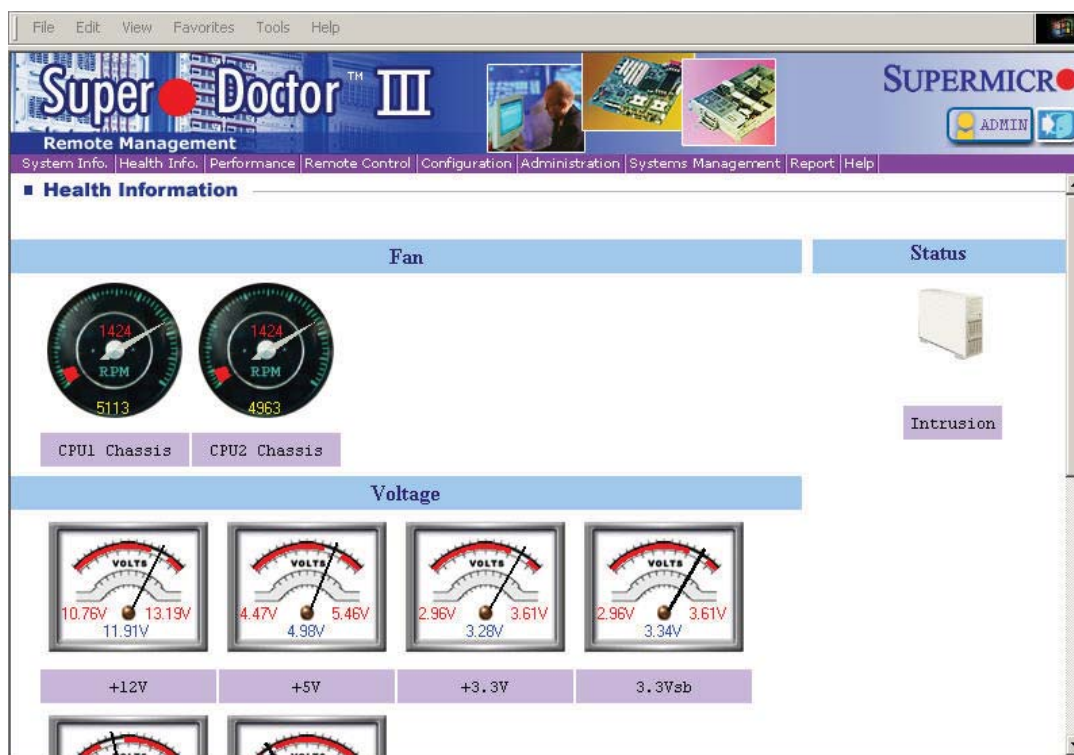 File Edit View Favorites Tools Help
Super Doctor™ III
SUPERMICR
Remote Management
ADMIN
System Info. Health Info. Performance Remote Control Configuration Administration Systems Management Report Help
Health Information
Fan
Status
1424
RPM
5113
1424
RPM
4963
CPU1 Chassis
CPU2 Chassis
Intrusion
Voltage
VOLTS
10.76V 13.19V
11.91V
VOLTS
4.47V 5.46V
4.98V
VOLTS
2.96V 3.61V
3.28V
VOLTS
2.96V 3.61V
3.34V
+12V
+5V
+3.3V
3.3Vsb